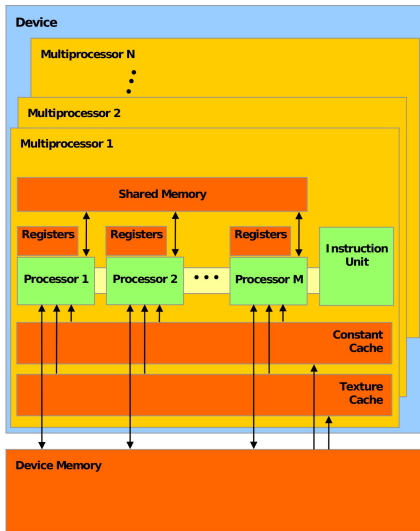 Device
Multiprocessor N
Multiprocessor 2
Multiprocessor 1
Shared Memory
Registers
Registers
Registers
Instruction
Unit
Processor 1
Processor 2
Processor M
Constant
Cache
Texture
Cache
Device Memory